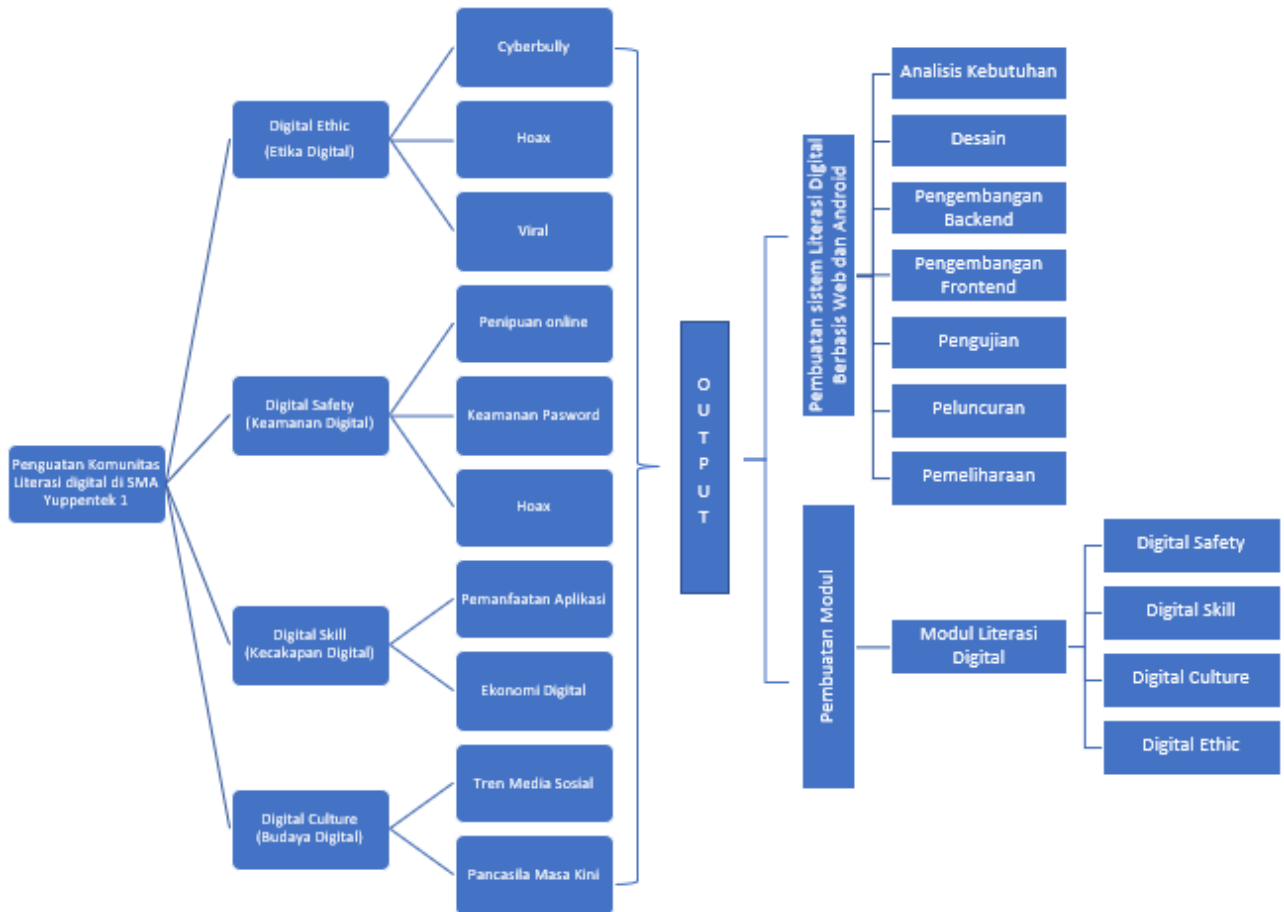 Penguatan Komunitas
Literasi digital di SMA
Yuppentek 1
Digital Ethic
(Etika Digital)
Cyberbully
Hoax
Viral
Digital Safety
(Keamanan Digital)
Penipuan online
Keamanan Pasword
Hoax
Digital Skill
(Kecakapan Digital)
Pemanfaatan Aplikasi
Ekonomi Digital
Digital Culture
(Budaya Digital)
Tren Media Sosial
Pancasila Masa Kini
O
U
T
P
U
T
Pembuatan sistem Literasi Digital
Berbasis Web dan Android
Analisis Kebutuhan
Desain
Pengembangan
Backend
Pengembangan
Frontend
Pengujian
Peluncuran
Pemeliharaan
Pembuatan Modul
Modul Literasi
Digital
Digital Safety
Digital Skill
Digital Culture
Digital Ethic